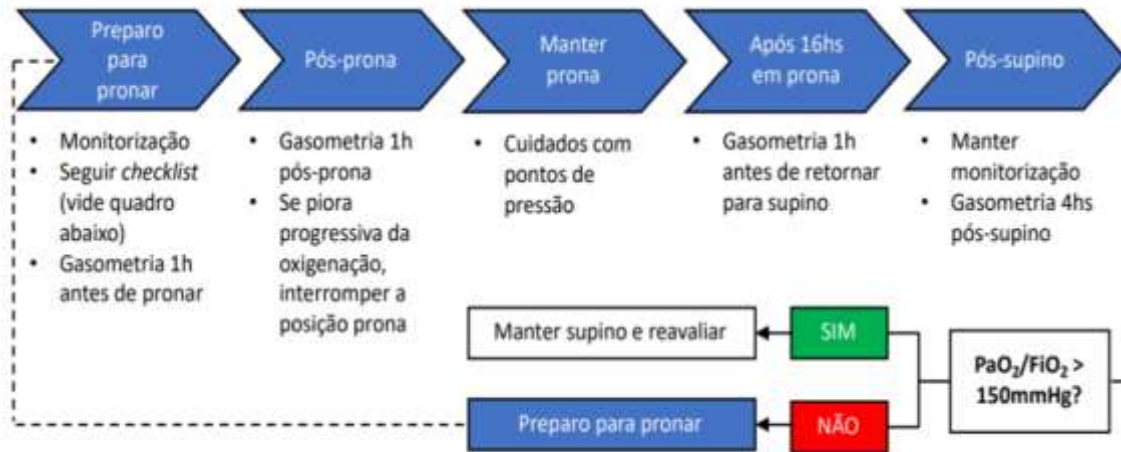 Preparo
para
pronar
Pós-prona
Manter
prona
Após 16hs
em prona
Pós-supino
• Monitorização
• Seguir checklist
(vide quadro
abaixo)
• Gasometria 1h
antes de pronar
• Gasometria 1h
pós-prona
• Se piora
progressiva da
oxigenação,
interromper a
posição prona
• Cuidados com
pontos de
pressão
• Gasometria 1h
antes de retornar
para supino
• Manter
monitorização
• Gasometria 4hs
pós-supino
PaO₂/FiO₂ >
150mmHg?
SIM
Manter supino e reavaliar
NÃO
Preparo para pronar